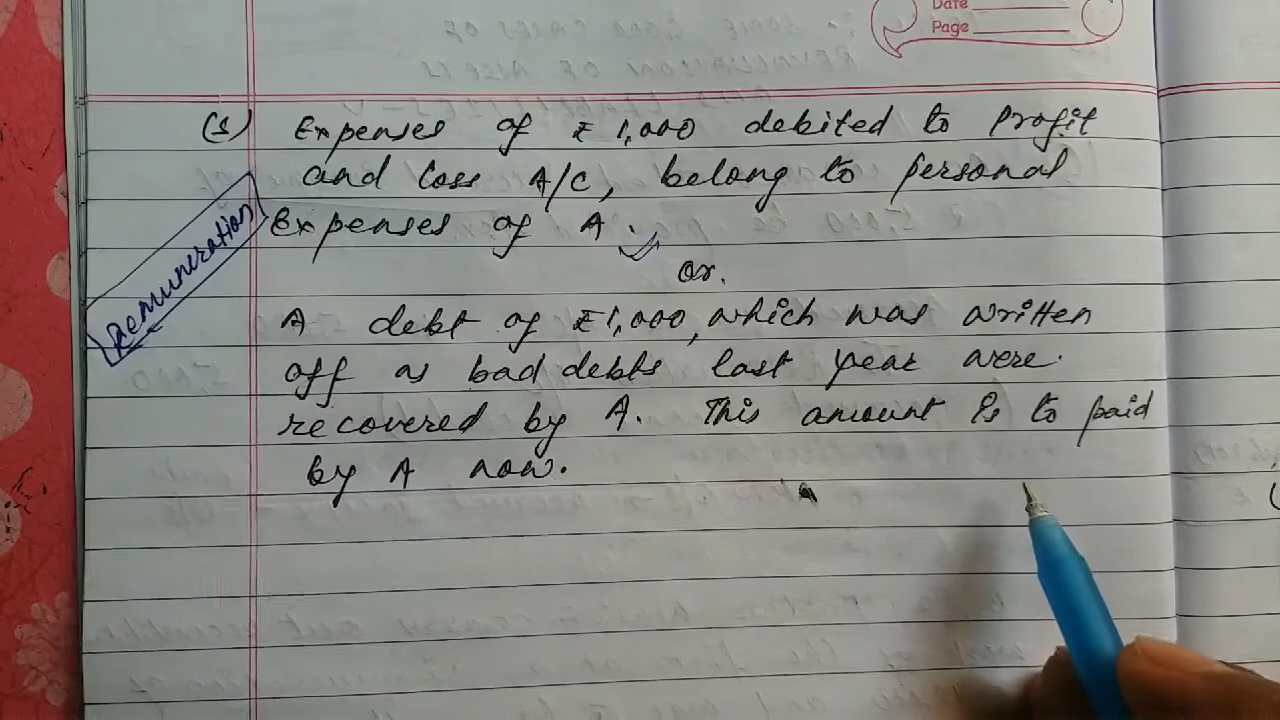 Date
Page
(1) Expenses of ₹1,000 debited to Profit
and Loss A/C, belong to personal
Expenses of A.
or.
Remuneration
A debt of ₹1,000, which was written
off as bad debts last year were.
recovered by A. This amount is to paid
by A now.